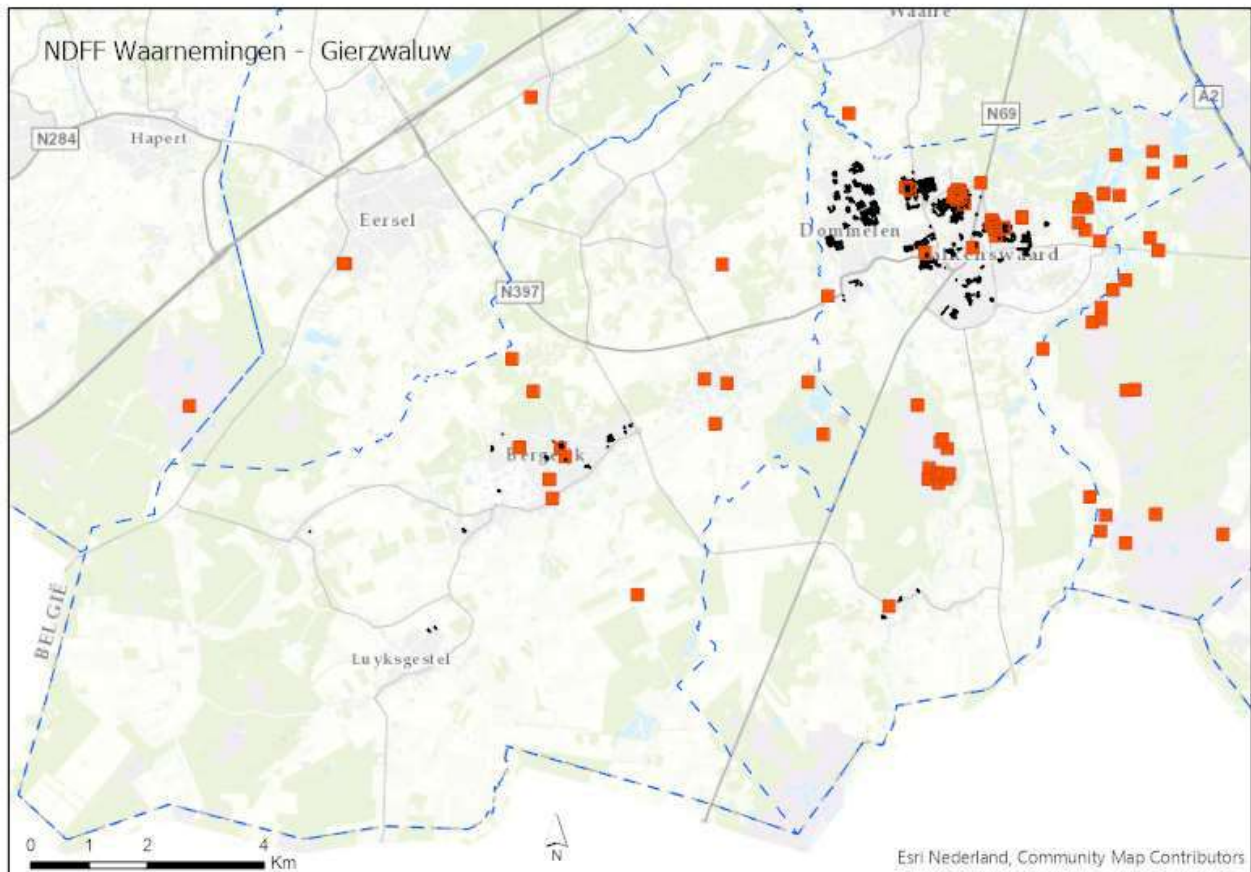 NDFF Waarnemingen - Gierzwaluw
Waalre
A2
N69
N284
Hapert
Eersel
Dommelen
N397
BELGIË
Luyksgestel
0 1 2 4
Km
N
Esri Nederland, Community Map Contributors